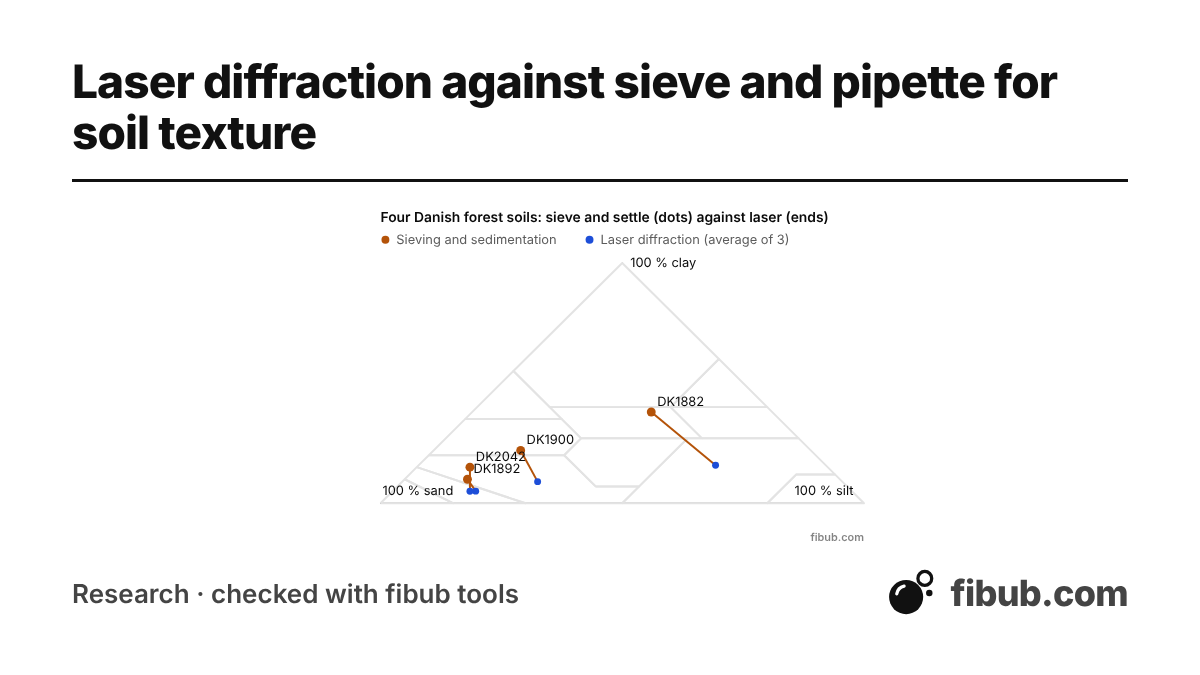 Laser diffraction against sieve and pipette for
soil texture
Four Danish forest soils: sieve and settle (dots) against laser (ends)
Sieving and sedimentation
Laser diffraction (average of 3)
100 % clay
DK1882
DK1900
DK2042
DK1892
100 % sand
100 % silt
fibub.com
Research · checked with fibub tools
fibub.com